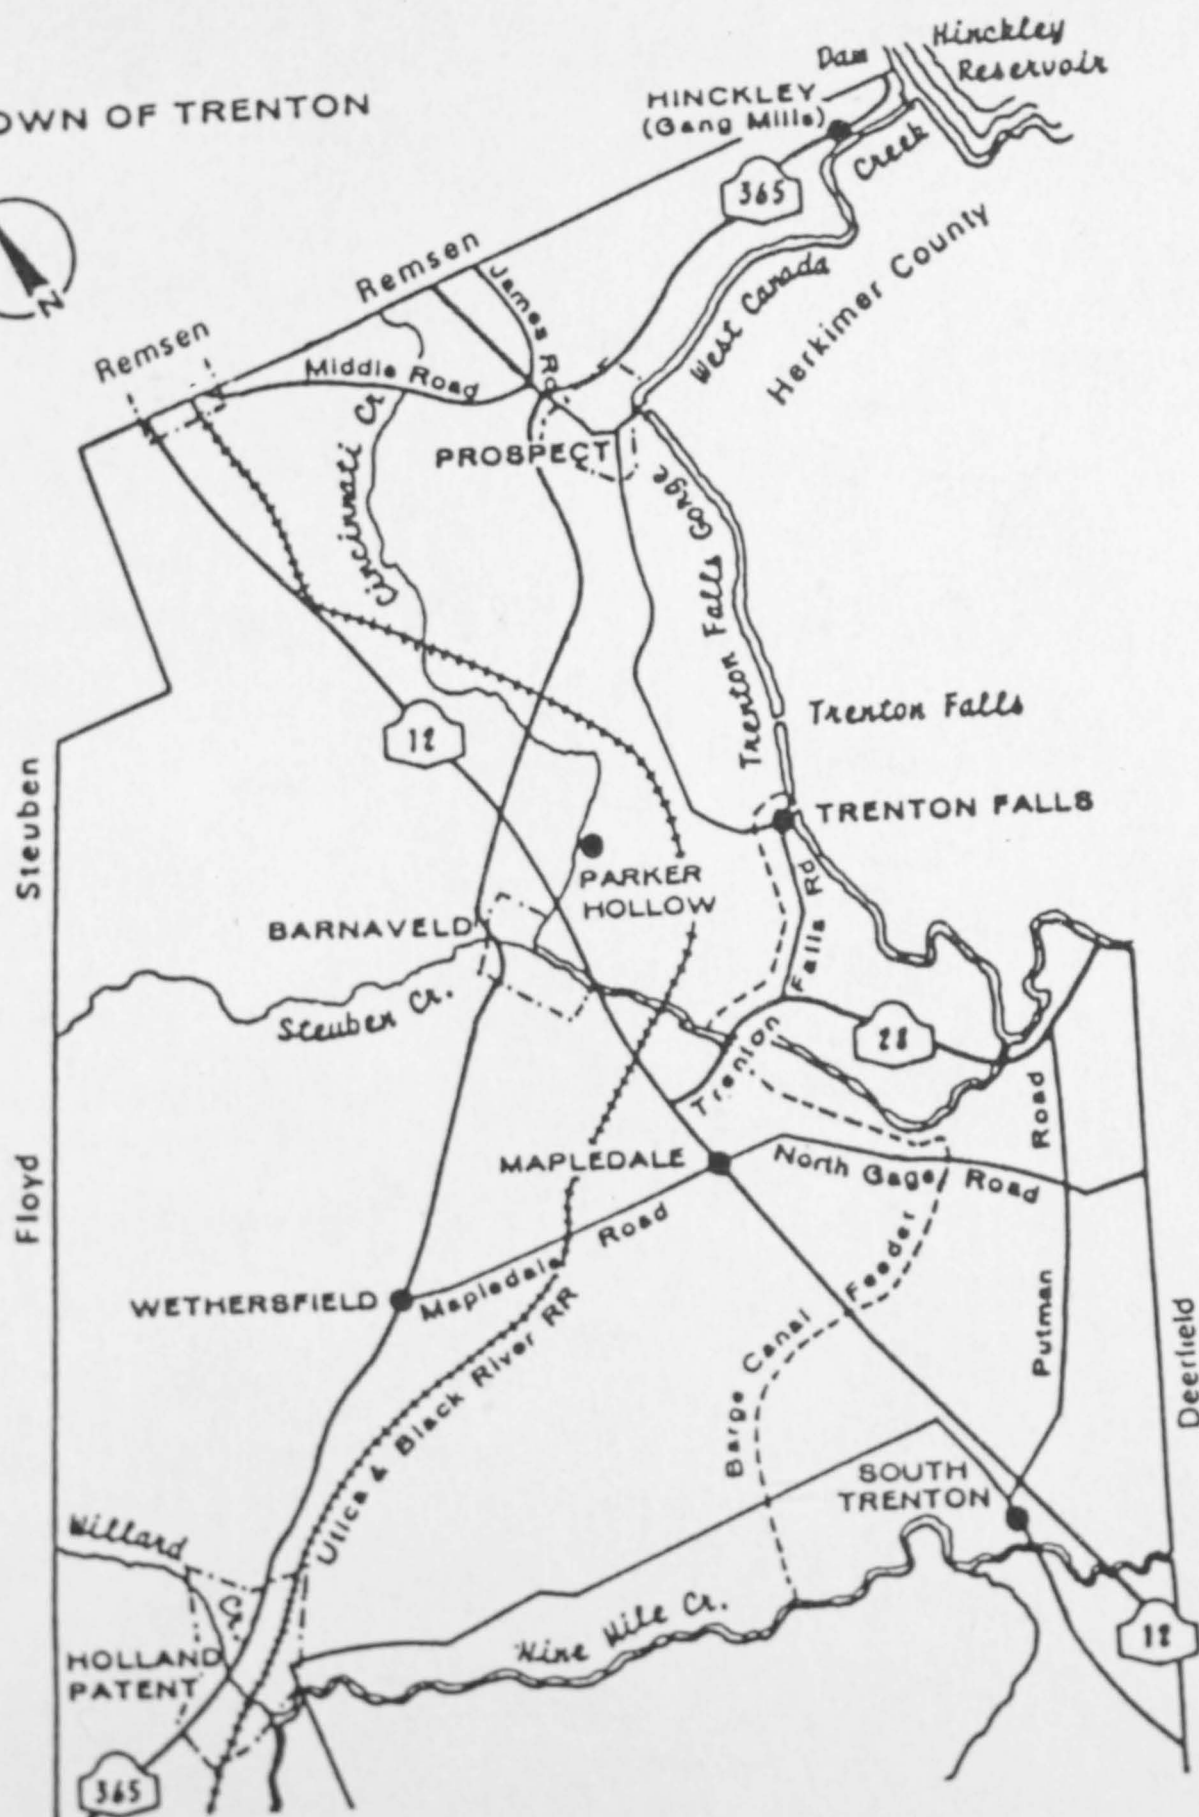 OWN OF TRENTON
N
Dam
Hinckley
Reservoir
HINCKLEY
(Gang Mills)
365
Creek
Remsen
James Rd
West Canada
Herkimer County
Remsen
Middle Road
Cincinnati Cr
PROSPECT
Trenton Falls Gorge
Trenton Falls
12
Steuben
TRENTON FALLS
PARKER
HOLLOW
BARNAVELD
Steuben Cr.
Trenton Falls Rd
28
Floyd
MAPLEDALE
North Gage Road
Putman Road
Mapledale Road
WETHERSFIELD
Barge Canal Feeder
Utica & Black River RR
Deerfield
SOUTH
TRENTON
Willard Cr.
Nine Mile Cr.
12
HOLLAND
PATENT
365